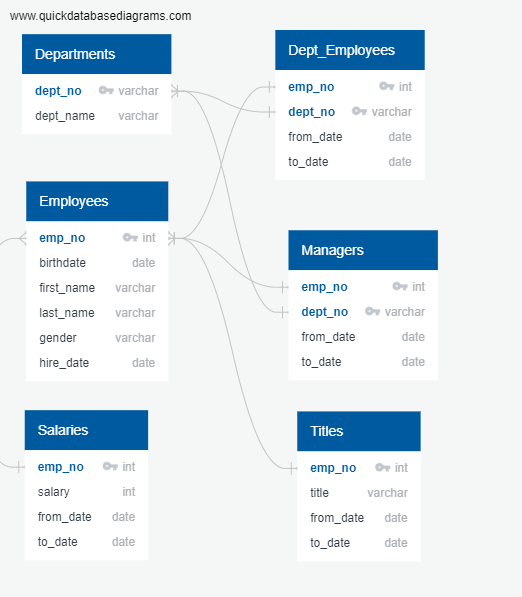 www.quickdatabasediagrams.com
Departments
dept_no varchar
dept_name varchar
Dept_Employees
emp_no int
dept_no varchar
from_date date
to_date date
Employees
emp_no int
birthdate date
first_name varchar
last_name varchar
gender varchar
hire_date date
Managers
emp_no int
dept_no varchar
from_date date
to_date date
Salaries
emp_no int
salary int
from_date date
to_date date
Titles
emp_no int
title varchar
from_date date
to_date date